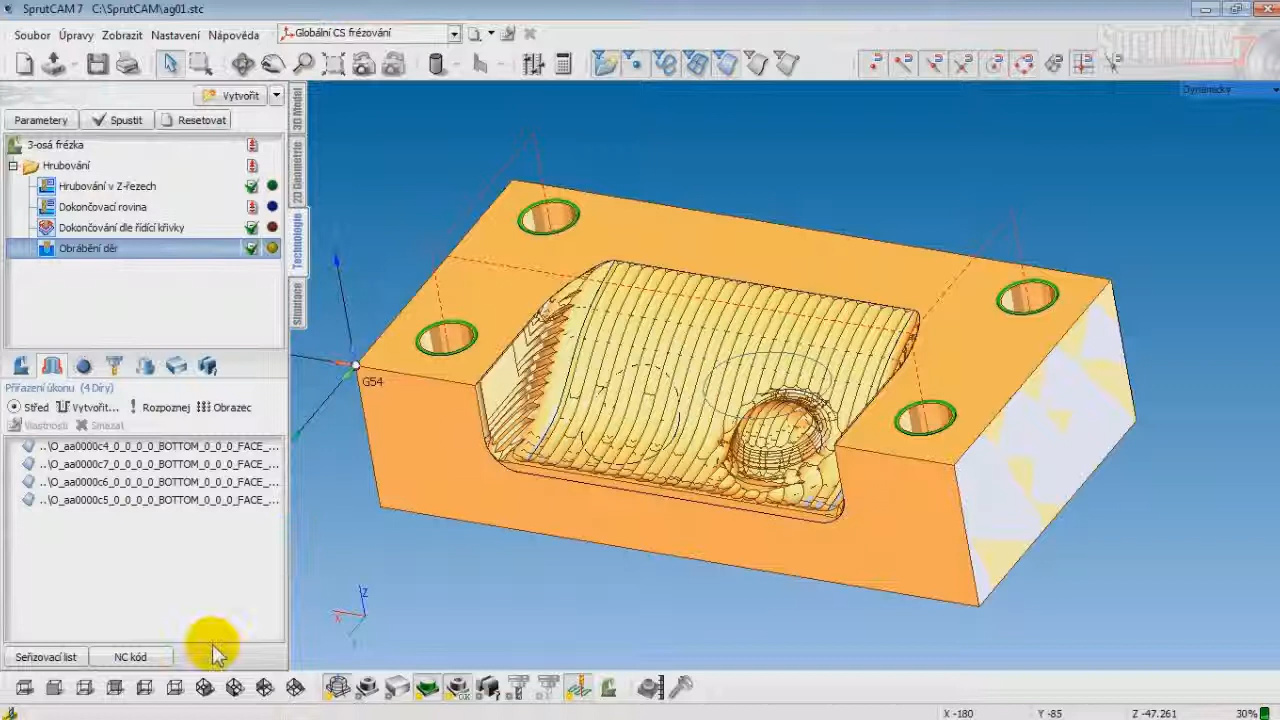 SprutCAM 7 C:\SprutCAM\ag01.stc
Soubor Úpravy Zobrazit Nastavení Nápověda
Globální CS frézování
SprutCAM 7
Dynamicky
Vytvořit
Parametery Spustit Resetovat
3-osá frézka
Hrubování
Hrubování v Z-řezech
Dokončovací rovina
Dokončování dle řídící křivky
Obrábění děr
3D Model
2D Geometrie
Technologie
Simulace
G54
Přiřazení úkonu (4 Díry)
Střed Vytvořit... Rozpoznej Obrazec
Vlastnosti Smazat
..\O_aa0000c4_0_0_0_0_BOTTOM_0_0_0_FACE_...
..\O_aa0000c7_0_0_0_0_BOTTOM_0_0_0_FACE_...
..\O_aa0000c6_0_0_0_0_BOTTOM_0_0_0_FACE_...
..\O_aa0000c5_0_0_0_0_BOTTOM_0_0_0_FACE_...
Z
X
Seřizovací list NC kód
X -180 Y -85 Z -47.261 30%